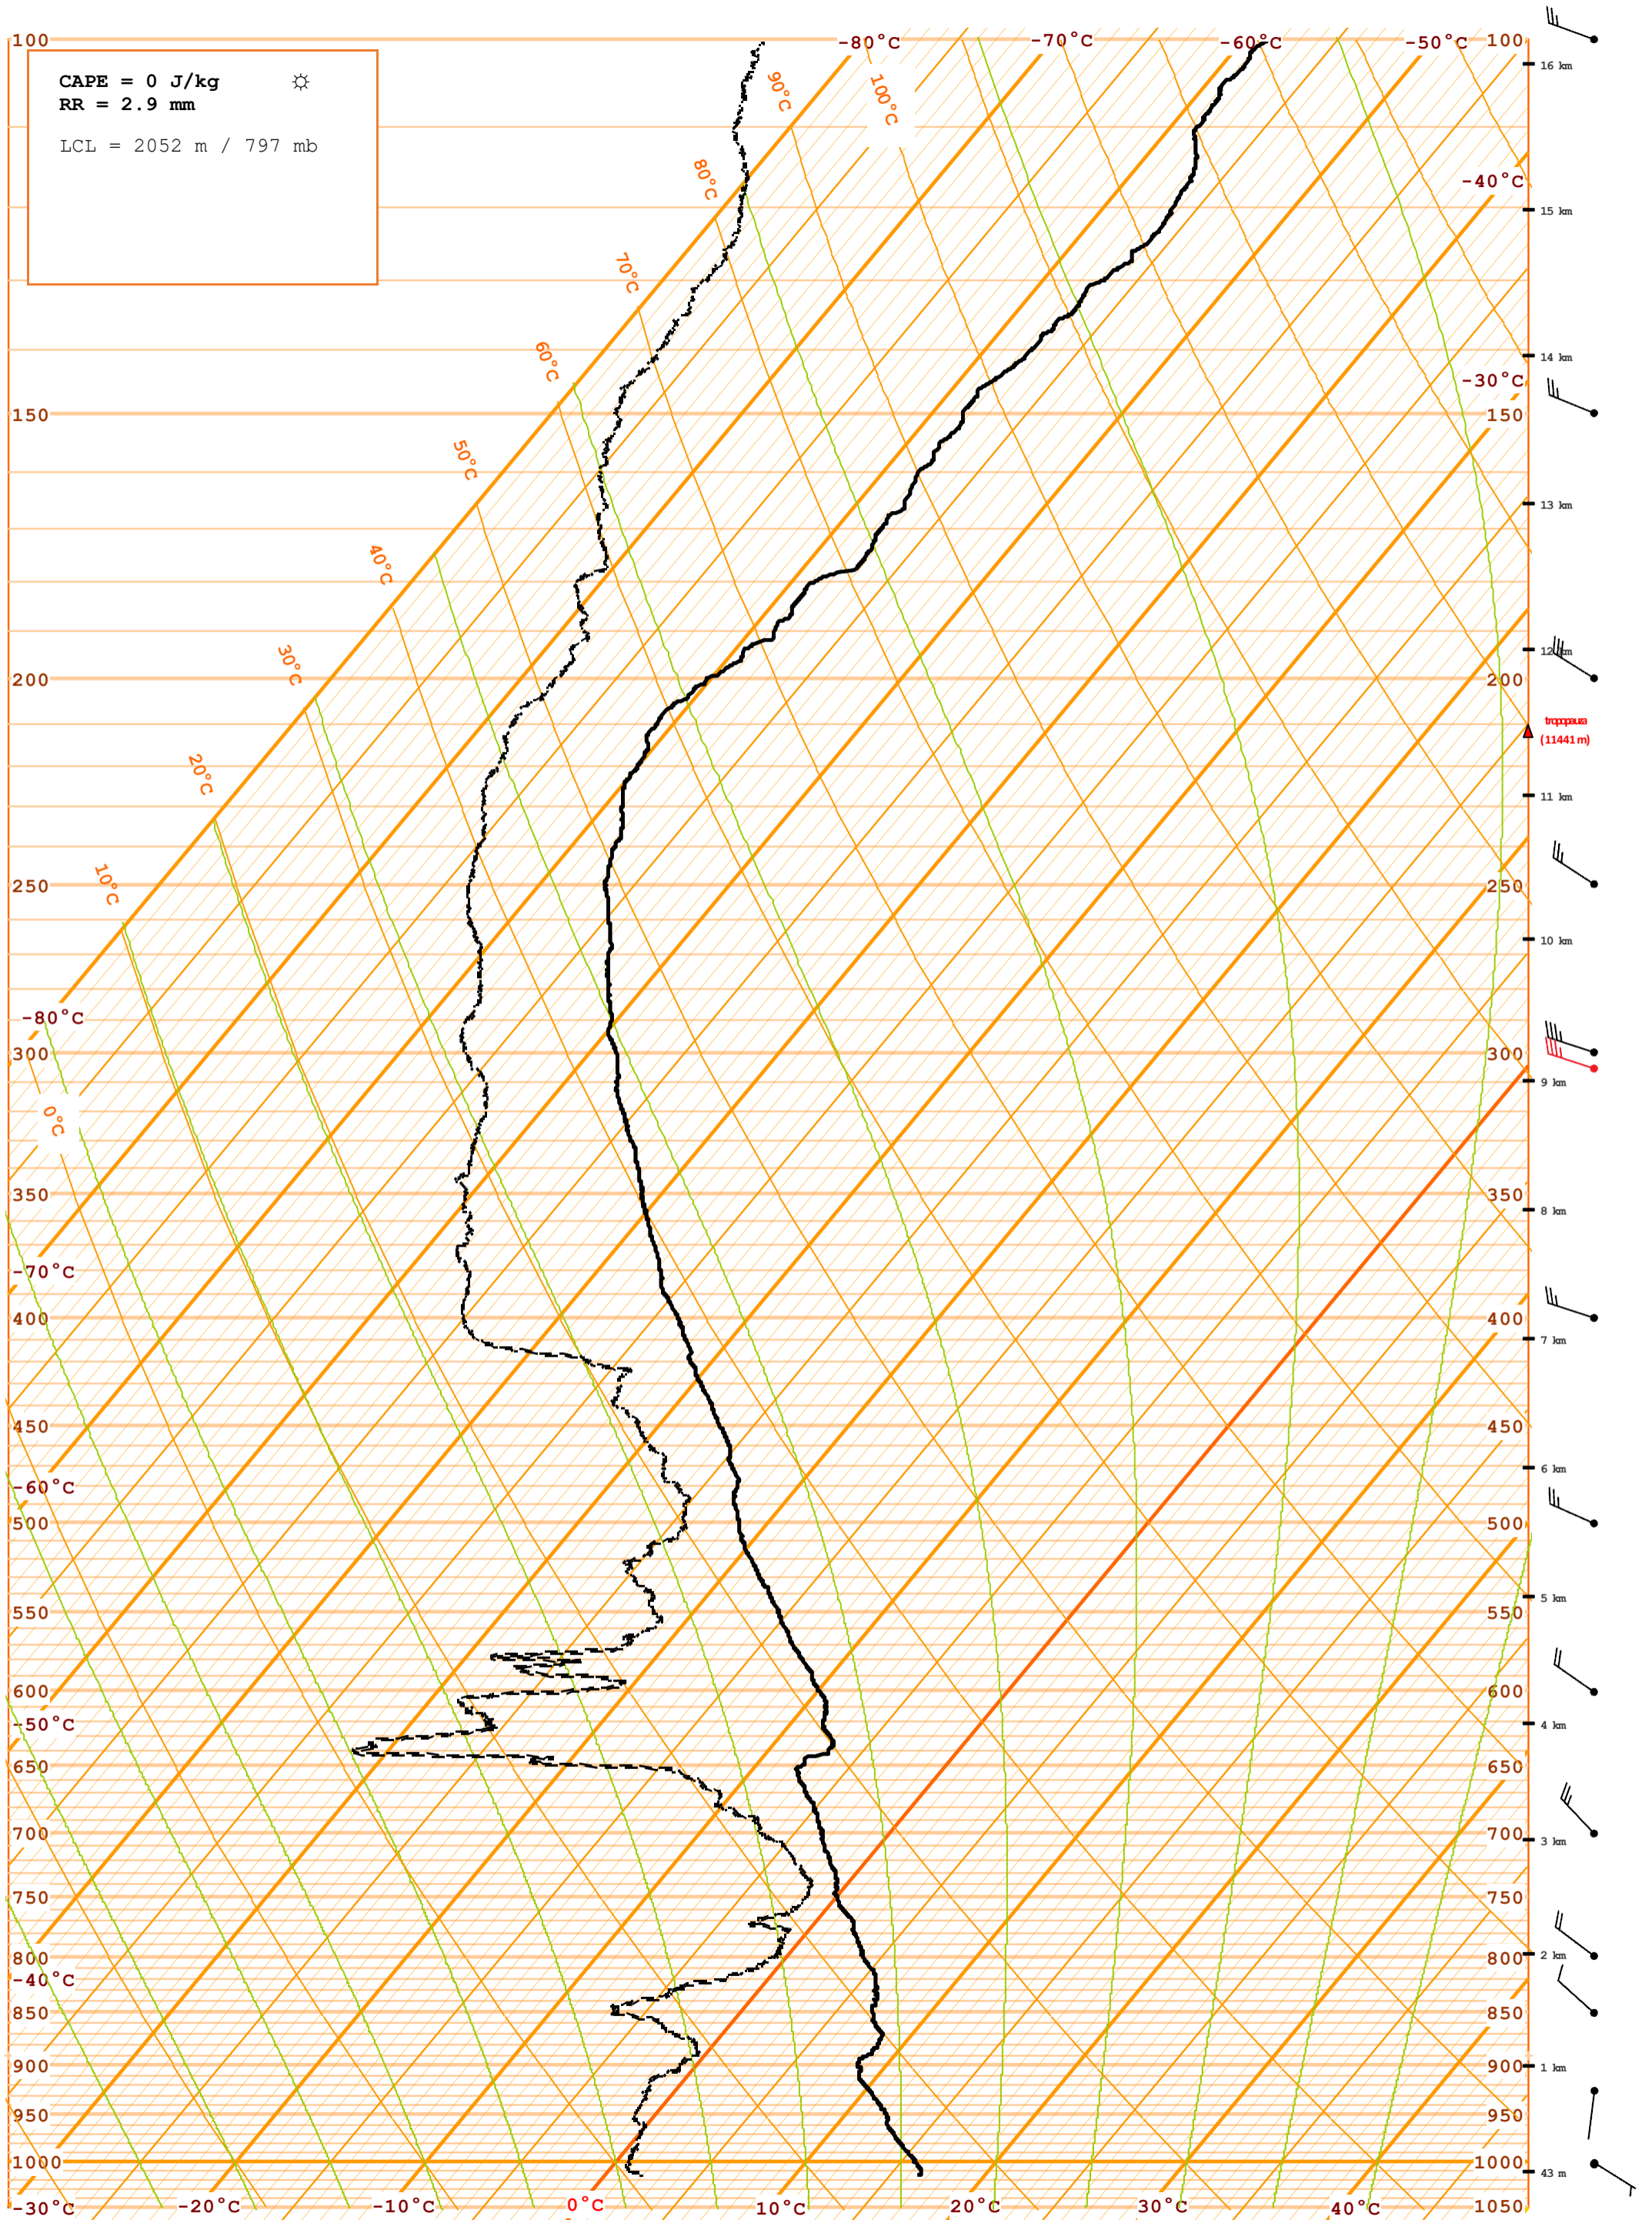 100 -80°C -70°C -60°C -50°C 100
16 km
CAPE = 0 J/kg
RR = 2.9 mm
LCL = 2052 m / 797 mb
90°C 100°C
80°C -40°C
15 km
70°C
60°C 14 km
-30°C
150 150
50°C
13 km
40°C
30°C 12 km
200 200
tropopauza
(11441 m)
20°C
11 km
10°C 250 250
10 km
-80°C
300 300
9 km
0°C
350 350
8 km
-70°C
400 400
7 km
450 450
6 km
-60°C
500 500
5 km
550 550
600 600
-50°C 4 km
650 650
700 700
3 km
750 750
800 800
2 km
-40°C
850 850
900 900
1 km
950 950
1000 1000
43 m
-30°C -20°C -10°C 0°C 10°C 20°C 30°C 40°C 1050